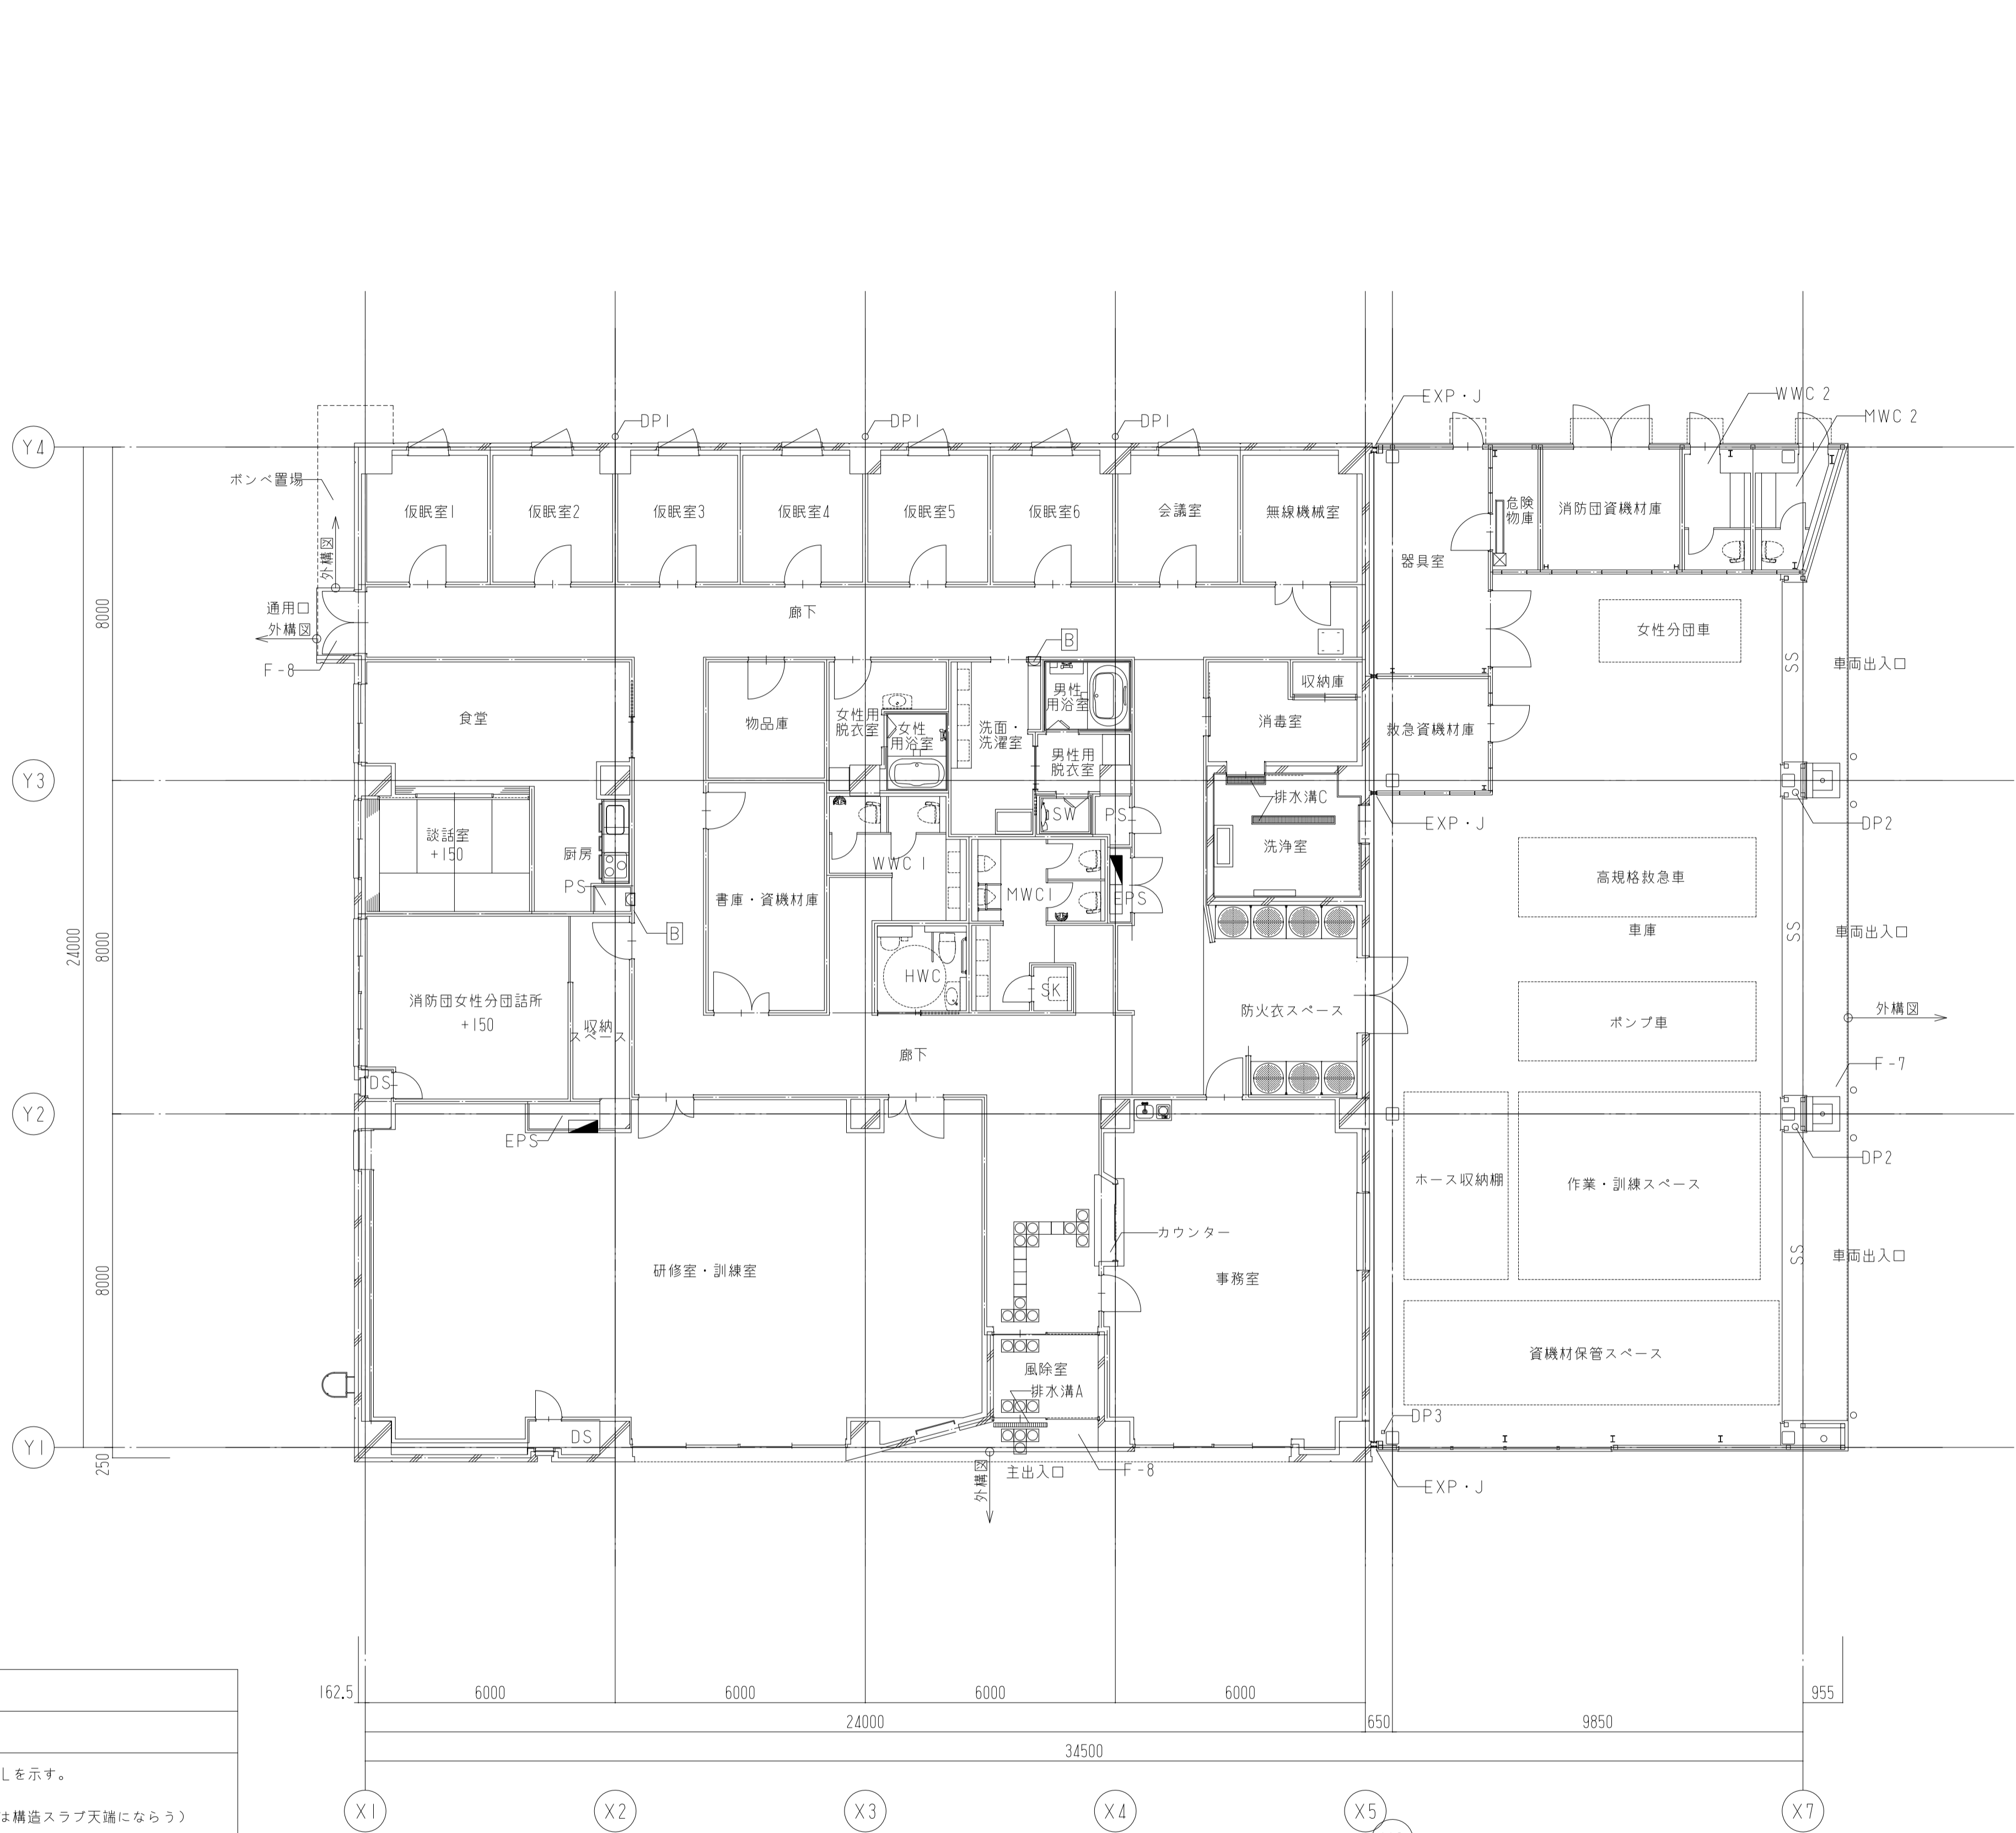 WWC 2
EXP・J
MWC 2
DP1
DP1
DP1
Y4
ボンベ置場
仮眠室1
仮眠室2
仮眠室3
仮眠室4
仮眠室5
仮眠室6
会議室
無線機械室
危険
物庫
消防団資機材庫
器具室
外構図
通用口
外構図
廊下
女性分団車
8000
B
F-8
SS
車両出入口
収納庫
男性
用浴室
食堂
物品庫
女性用
脱衣室
女性
用浴室
洗面・
洗濯室
消毒室
救急資機材庫
男性用
脱衣室
Y3
排水溝C
SW
PS
EXP・J
DP2
談話室
+150
厨房
洗浄室
WWC 1
高規格救急車
PS
MWC1
EPS
書庫・資機材庫
24000
8000
B
車庫
SS
車両出入口
HWC
SK
消防団女性分団詰所
+150
収納
スペース
防火衣スペース
外構図
ポンプ車
廊下
F-7
DS
Y2
EPS
DP2
ホース収納棚
作業・訓練スペース
カウンター
SS
車両出入口
8000
研修室・訓練室
事務室
資機材保管スペース
風除室
排水溝A
DP3
DS
Y1
250
外構図
主出入口
F-8
EXP・J
162.5
6000
6000
6000
6000
955
24000
650
9850
34500
Lを示す。
は構造スラブ天端にならう）
X1
X2
X3
X4
X5
X7